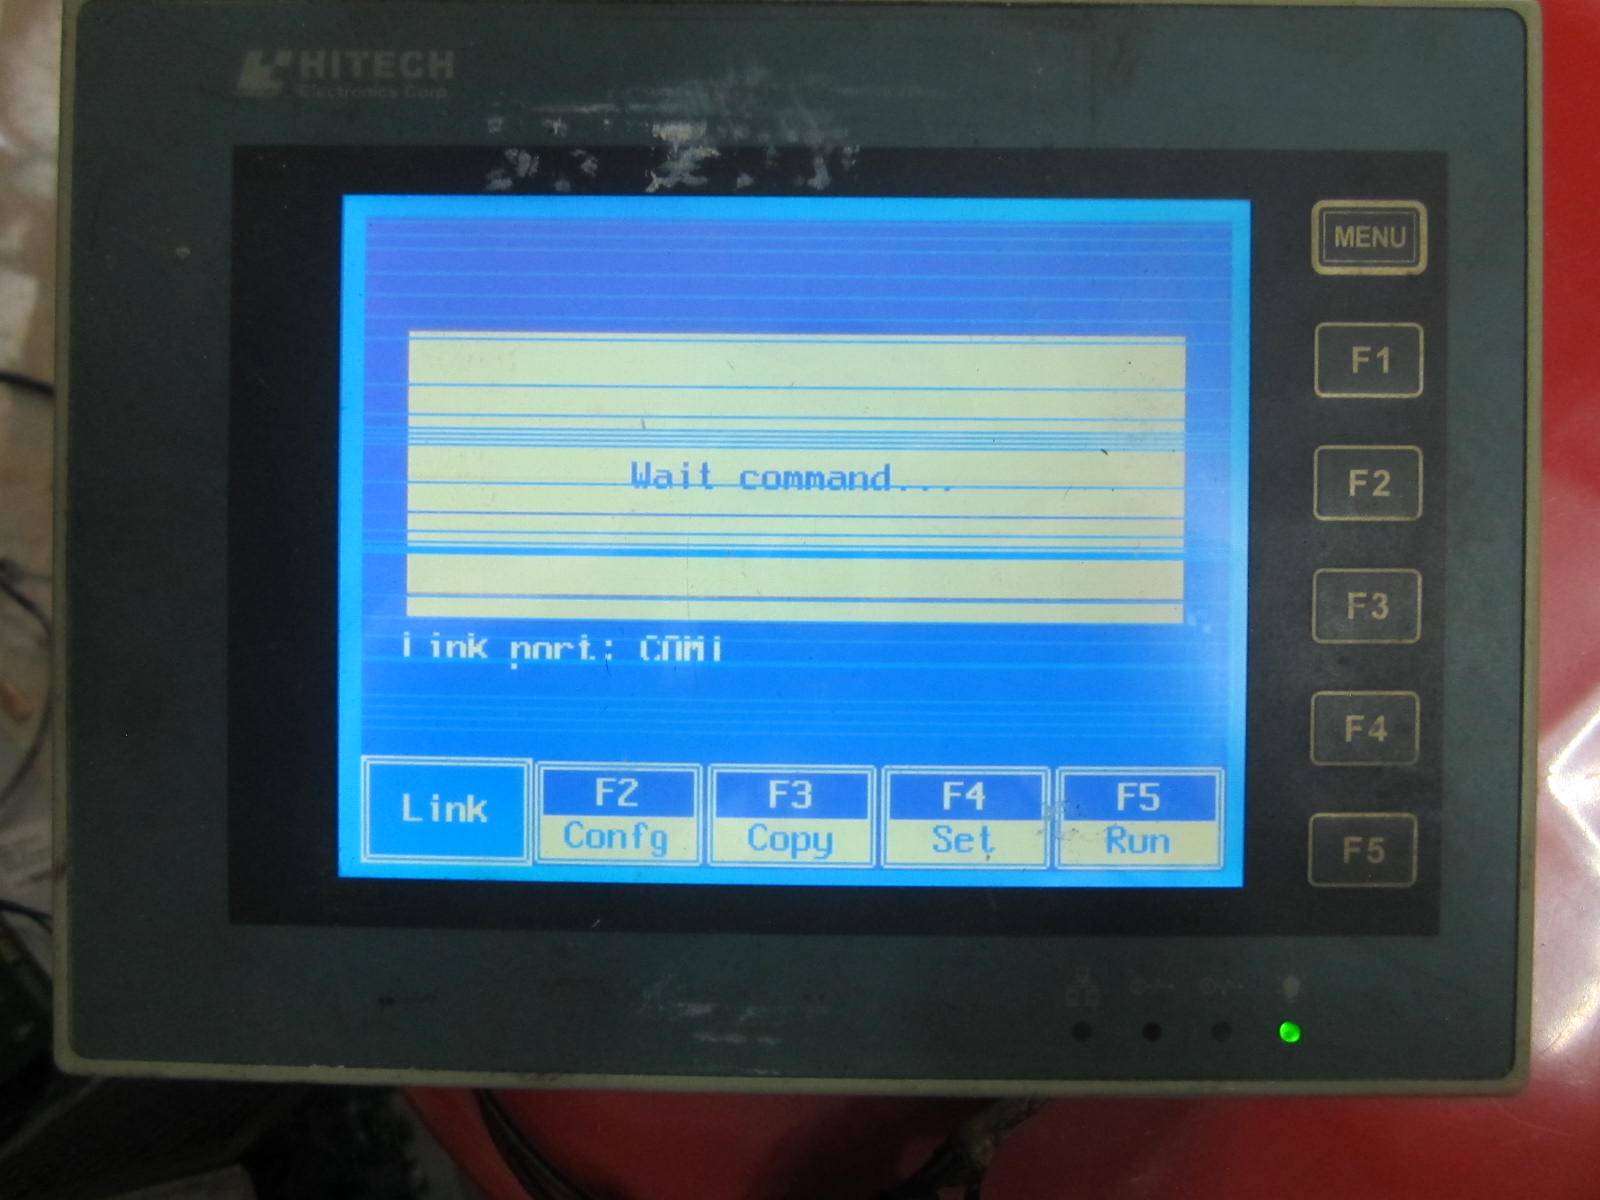 HITECH
Electronics Corp.
MENU
F1
F2
F3
F4
F5
Wait command...
Link port: COM1
Link
F2
Confg
F3
Copy
F4
Set
F5
Run